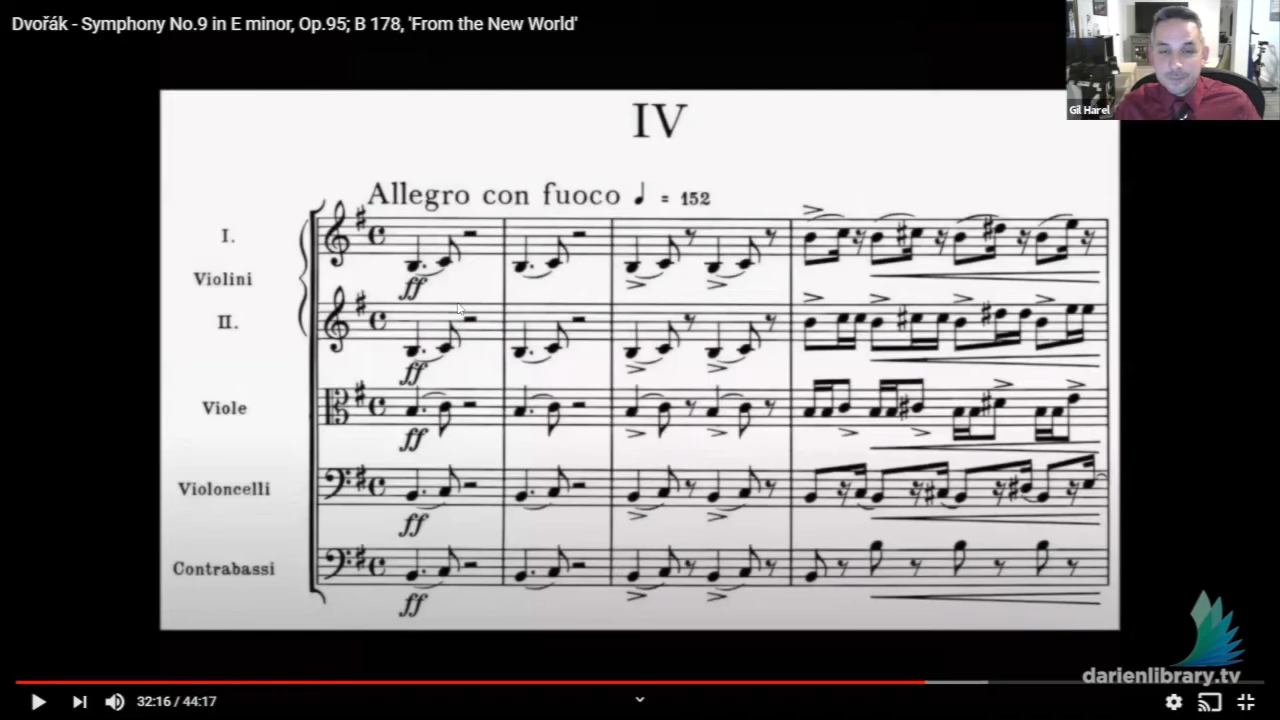 Dvořák - Symphony No.9 in E minor, Op.95; B 178, 'From the New World'
Gil Harel
IV
Allegro con fuoco ♩ = 152
I.
Violini
ff
II.
ff
Viole
ff
Violoncelli
ff
Contrabassi
ff
darienlibrary.tv
32:16 / 44:17